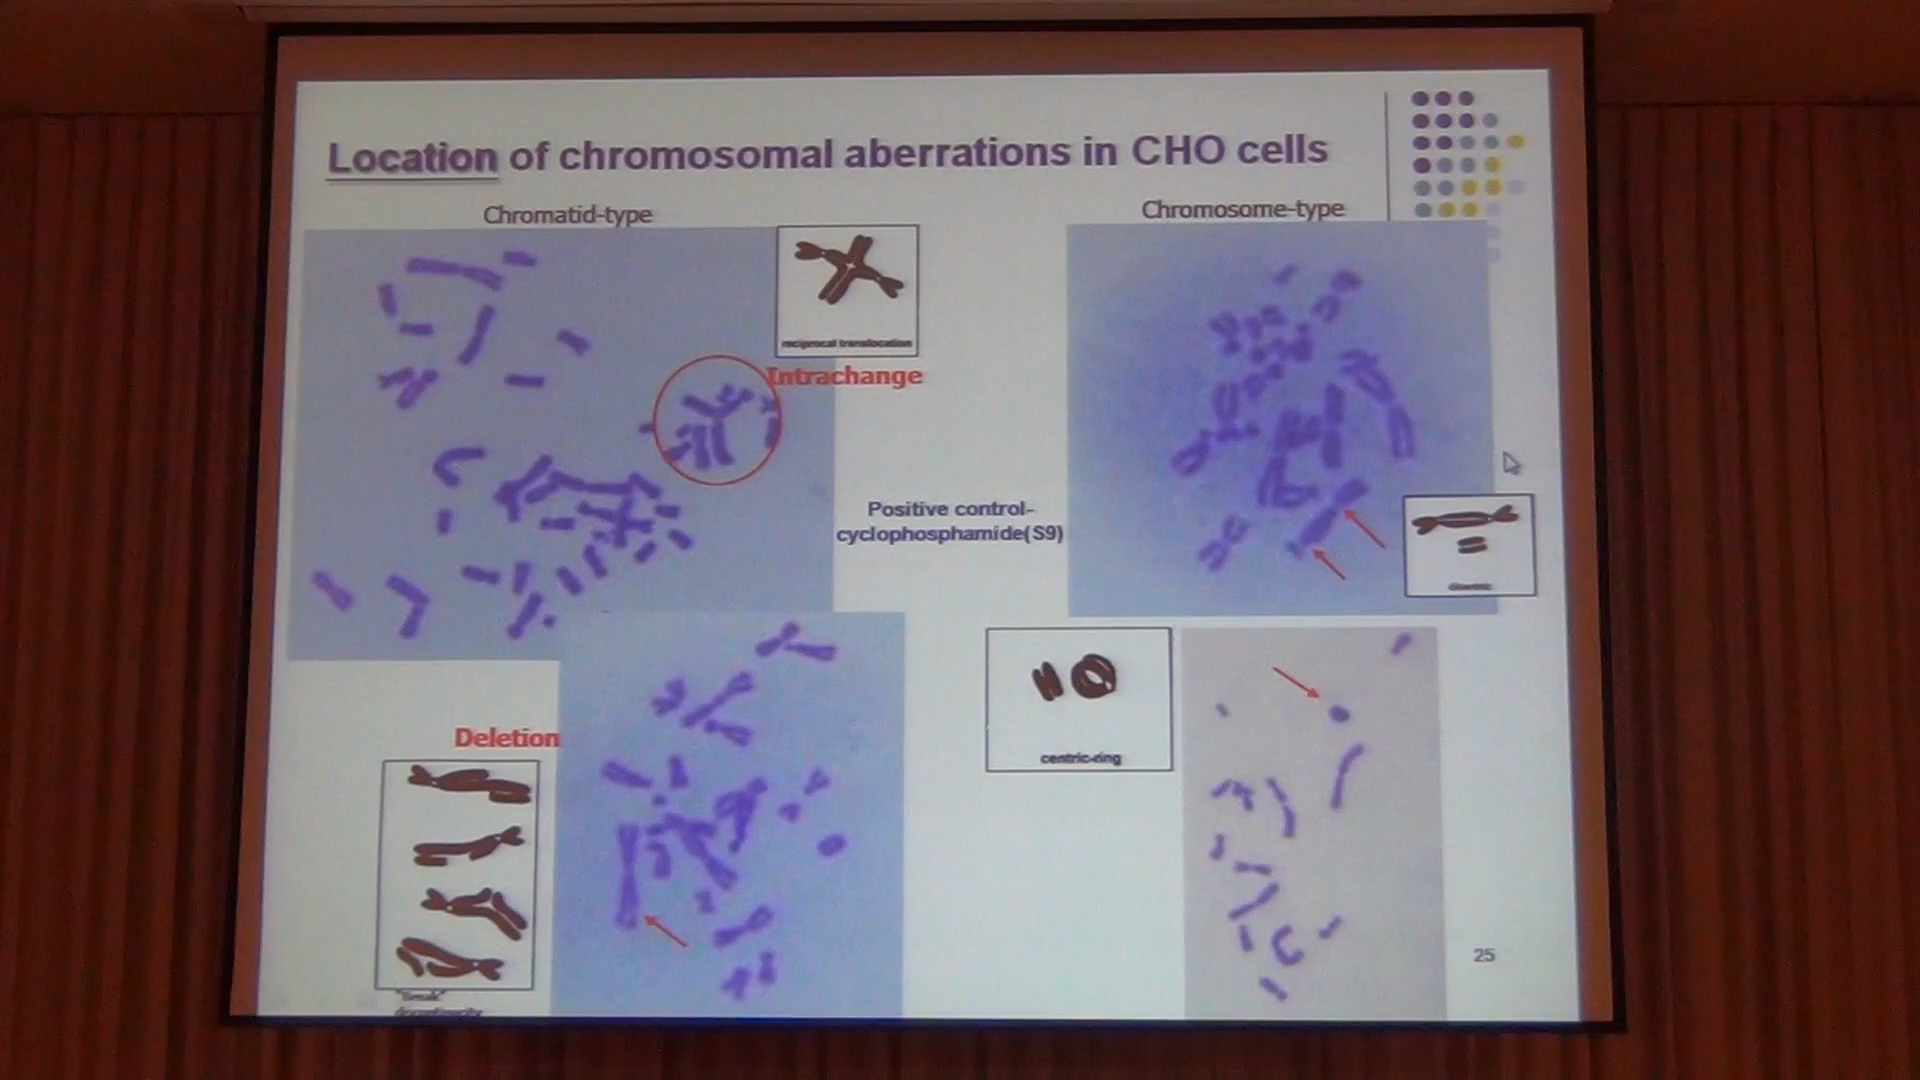 Location of chromosomal aberrations in CHO cells
Chromatid-type
Chromosome-type
reciprocal translocation
Intrachange
Positive control-
cyclophosphamide(S9)
Deletion
centric-ring
25